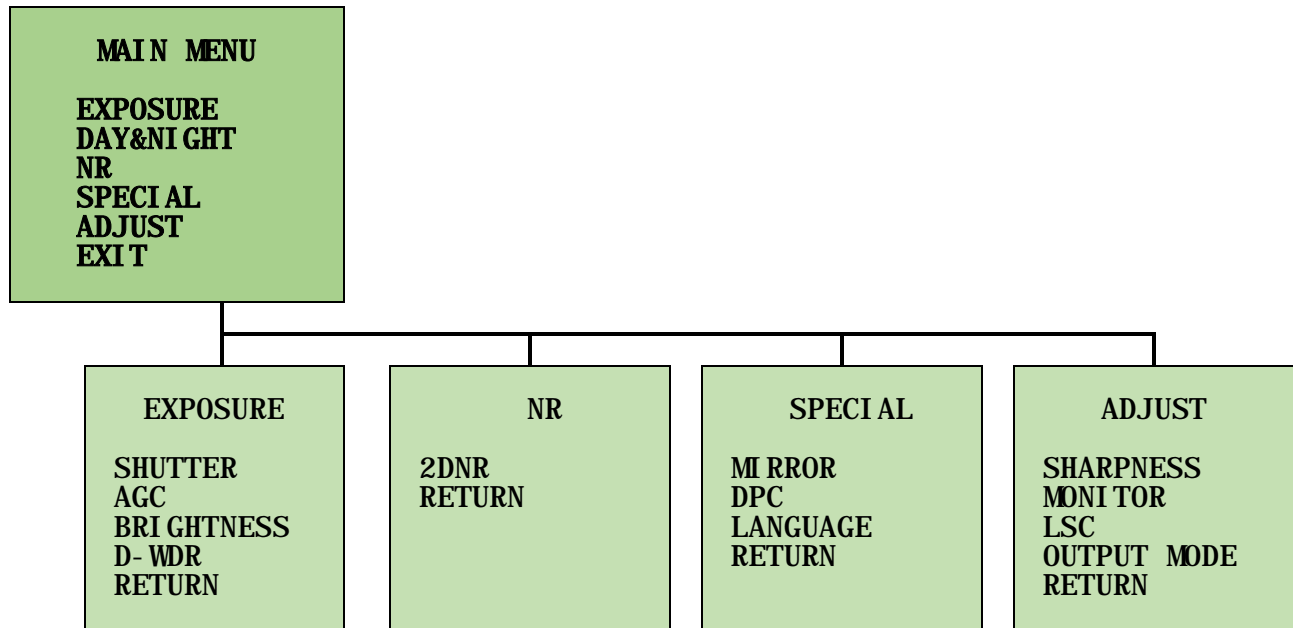 MAIN MENU
EXPOSURE
DAY&NIGHT
NR
SPECIAL
ADJUST
EXIT
EXPOSURE
SHUTTER
AGC
BRIGHTNESS
D-WDR
RETURN
NR
2DNR
RETURN
SPECIAL
MIRROR
DPC
LANGUAGE
RETURN
ADJUST
SHARPNESS
MONITOR
LSC
OUTPUT MODE
RETURN